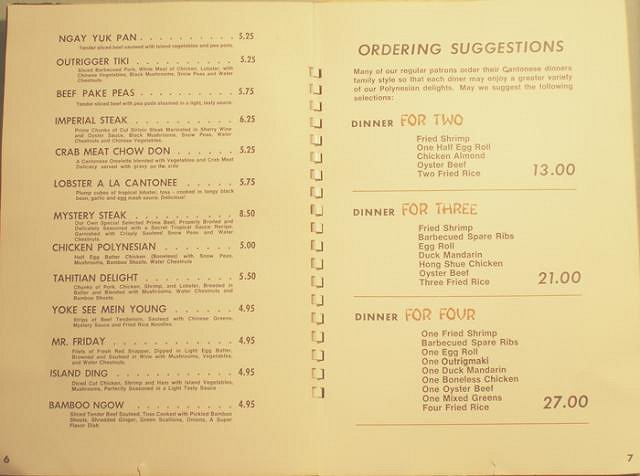 NGAY YUK PAN . . . . . . . . . . 5.25
Tender sliced beef sauteed with island vegetables and pea pods.
OUTRIGGER TIKI . . . . . . . . . 5.25
Sliced Barbecued Pork, White Meat of Chicken, Lobster, with
Chinese Vegetables, Black Mushrooms, Snow Peas and Water
Chestnuts.
BEEF PAKE PEAS . . . . . . . . . 5.75
Tender sliced beef with pea pods steamed in a light, tasty sauce.
IMPERIAL STEAK . . . . . . . . . 6.25
Prime Chunks of Cut Sirloin Steak Marinated in Sherry Wine
and Oyster Sauce, Black Mushrooms, Snow Peas, Water
Chestnuts and Chinese Vegetables.
CRAB MEAT CHOW DON . . . . . 5.25
A Cantonese Omelette blended with Vegetables and Crab Meat
Delicacy served with gravy on the side
LOBSTER A LA CANTONEE . . . . 5.75
Plump cubes of tropical lobster, toss - cooked in tangy black
bean, garlic and egg mash sauce. Delicious!
MYSTERY STEAK . . . . . . . . . 8.50
Our Own Special Selected Prime Beef, Properly Broiled and
Delicately Seasoned with a Secret Tropical Sauce Recipe.
Garnished with Crisply Sauteed Snow Peas and Water
Chestnuts.
CHICKEN POLYNESIAN . . . . . . 5.00
Half Egg Batter Chicken (Boneless) with Snow Peas,
Mushrooms, Bamboo Shoots, Water Chestnuts
TAHITIAN DELIGHT . . . . . . . . 5.50
Chunks of Pork, Chicken, Shrimp, and Lobster, Breaded in
Batter and Blended with Mushrooms, Water Chestnuts and
Bamboo Shoots.
YOKE SEE MEIN YOUNG . . . . . 4.95
Strips of Beef Tenderloin, Sauteed with Chinese Greens,
Mystery Sauce and Fried Rice Noodles.
MR. FRIDAY . . . . . . . . . . . 4.95
Filets of Fresh Red Snapper, Dipped in Light Egg Batter,
Browned and Sauteed in Wine, Mushrooms, Vegetables,
and Water Chestnuts.
ISLAND DING . . . . . . . . . . . 4.95
Diced Cut Chicken, Shrimp and Ham with Island Vegetables,
Mushrooms, Perfectly Seasoned in a Light Tasty Sauce
BAMBOO NGOW . . . . . . . . . . 4.95
Sliced Tender Beef Sauteed, Toss Cooked with Pickled Bamboo
Shoots, Shredded Ginger, Green Scallions, Onions, A Super
Flavor Dish
6
ORDERING SUGGESTIONS
Many of our regular patrons order their Cantonese dinners
family style so that each diner may enjoy a greater variety
of our Polynesian delights. May we suggest the following
selections:
DINNER FOR TWO
Fried Shrimp
One Half Egg Roll
Chicken Almond
Oyster Beef
Two Fried Rice 13.00
DINNER FOR THREE
Fried Shrimp
Barbecued Spare Ribs
Egg Roll
Duck Mandarin
Hong Shue Chicken
Oyster Beef
Three Fried Rice 21.00
DINNER FOR FOUR
One Fried Shrimp
Barbecued Spare Ribs
One Egg Roll
One Outrigmaki
One Duck Mandarin
One Boneless Chicken
One Oyster Beef
One Mixed Greens
Four Fried Rice 27.00
7